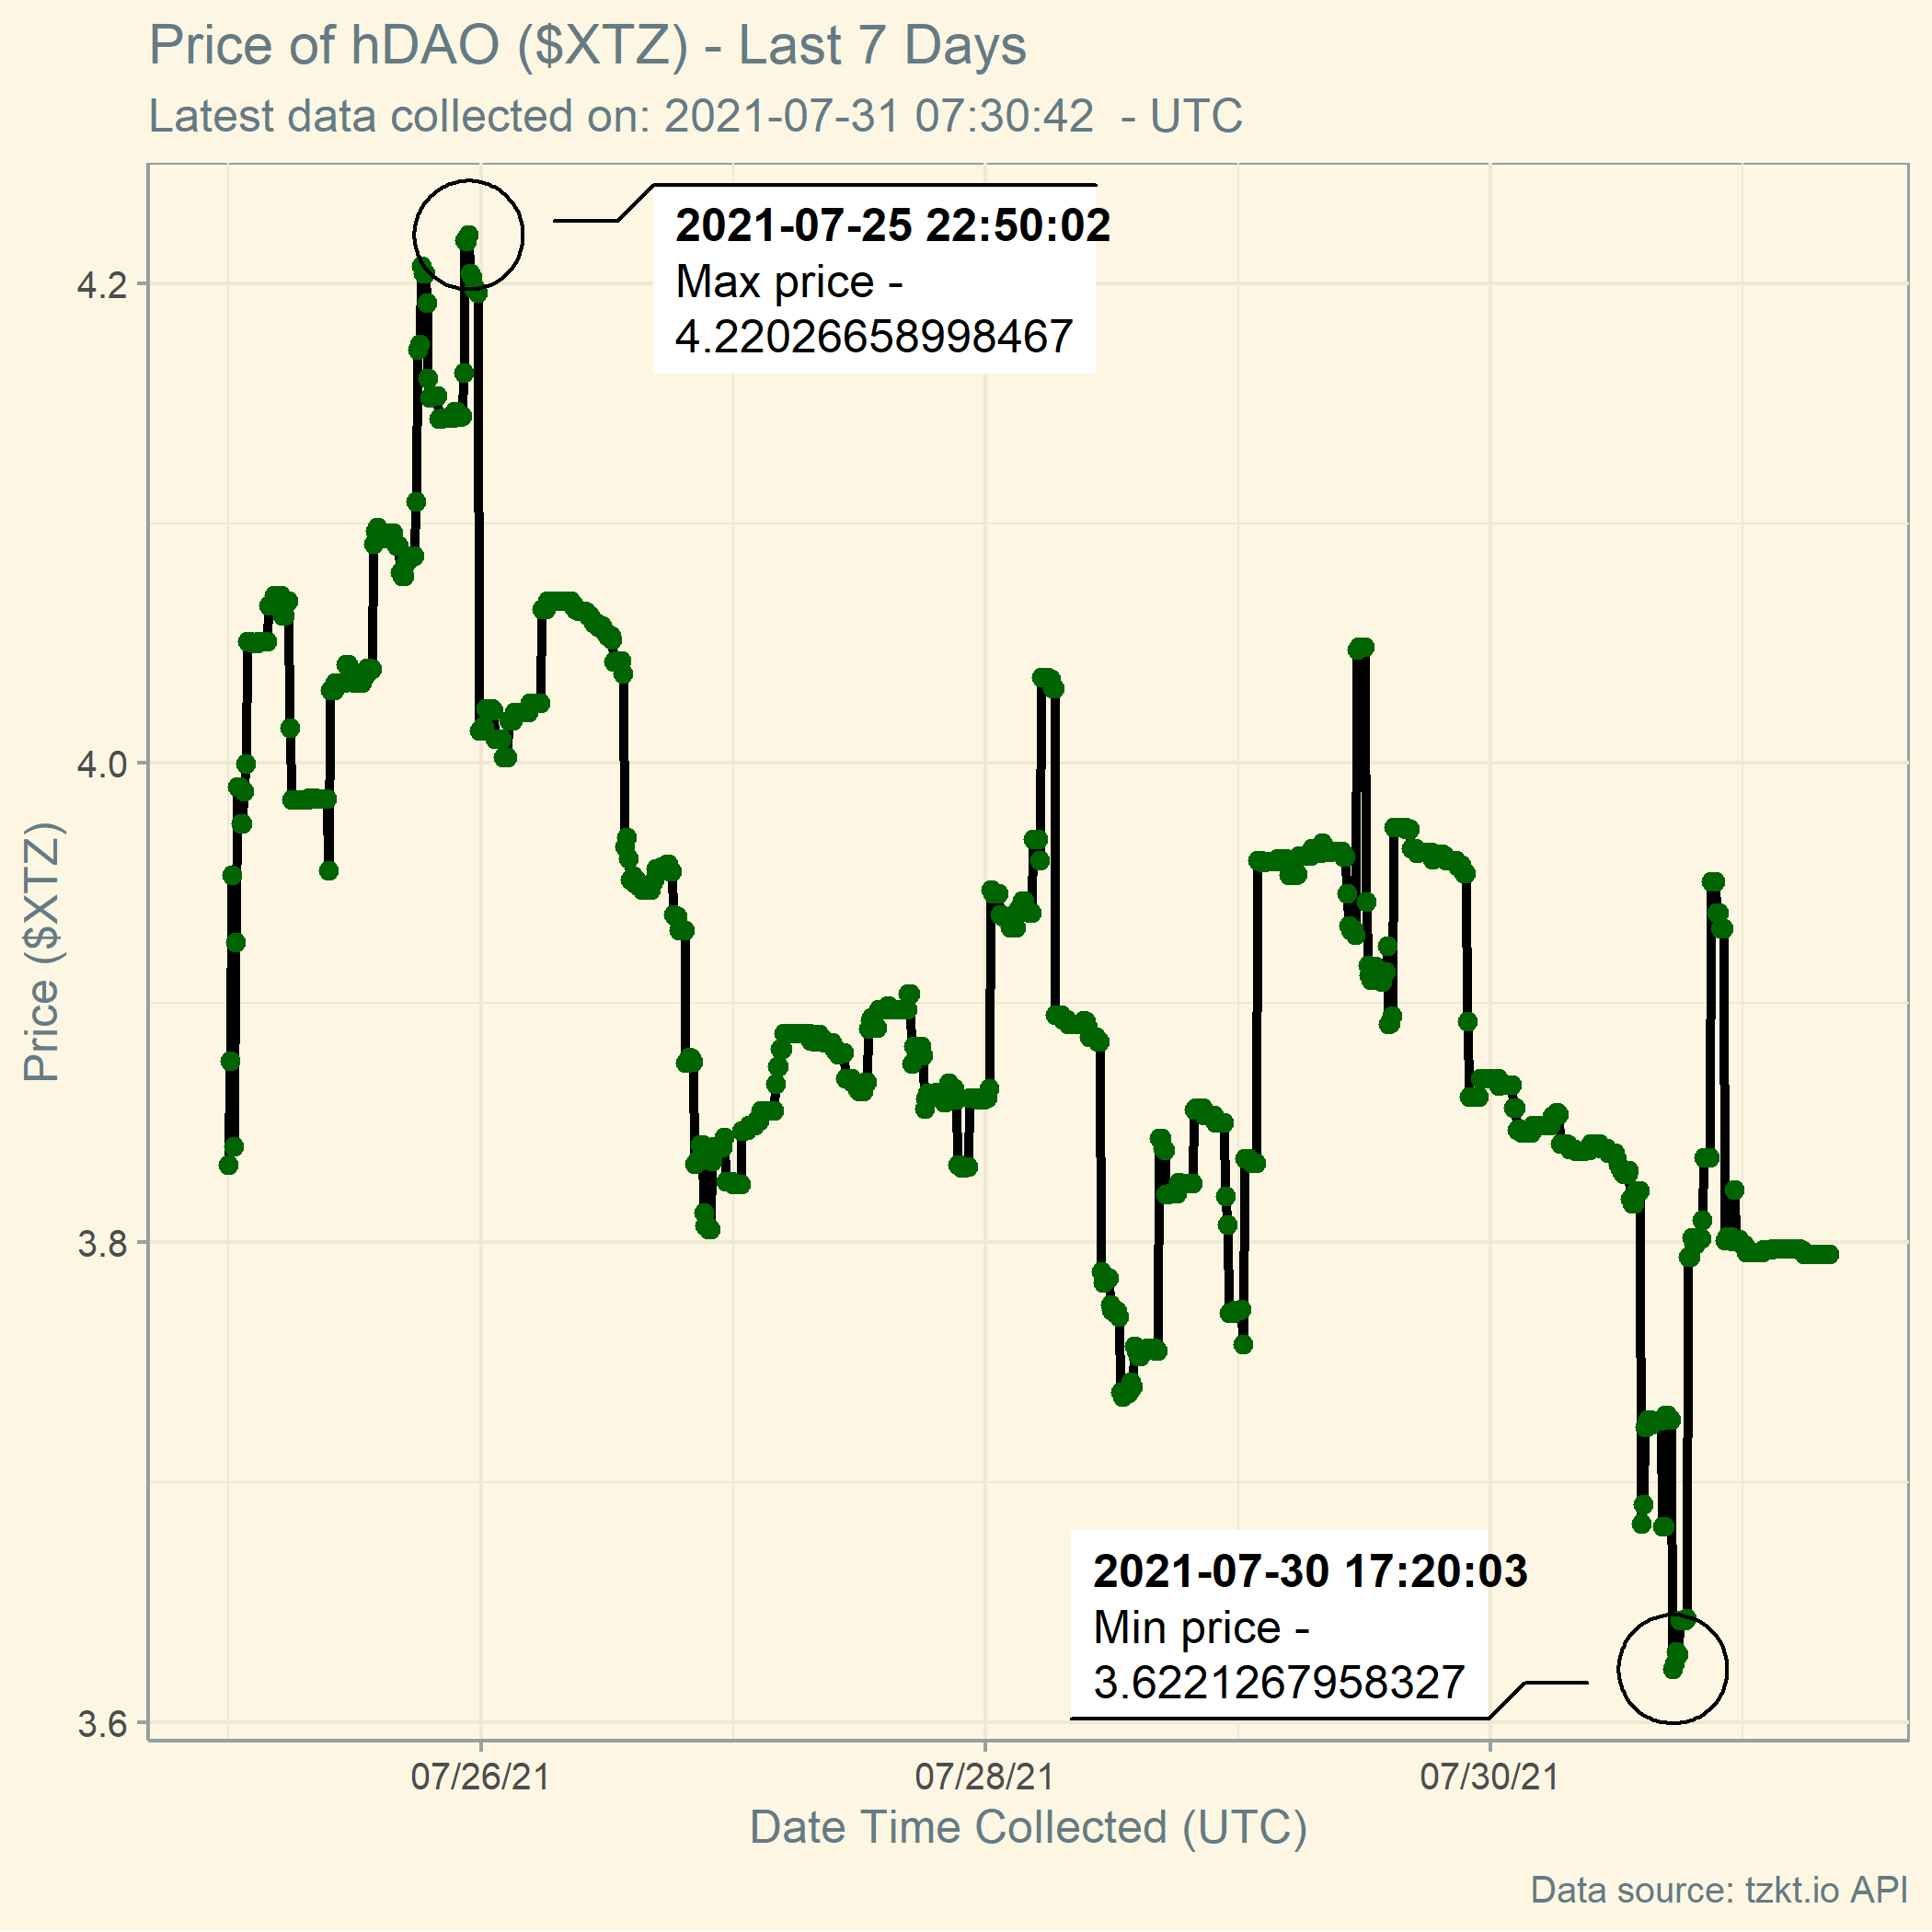 Price of hDAO ($XTZ) - Last 7 Days
Latest data collected on: 2021-07-31 07:30:42  - UTC
2021-07-25 22:50:02
Max price -
4.22026658998467
4.2
4.0
3.8
3.6
Price ($XTZ)
2021-07-30 17:20:03
Min price -
3.6221267958327
07/26/21
07/28/21
07/30/21
Date Time Collected (UTC)
Data source: tzkt.io API